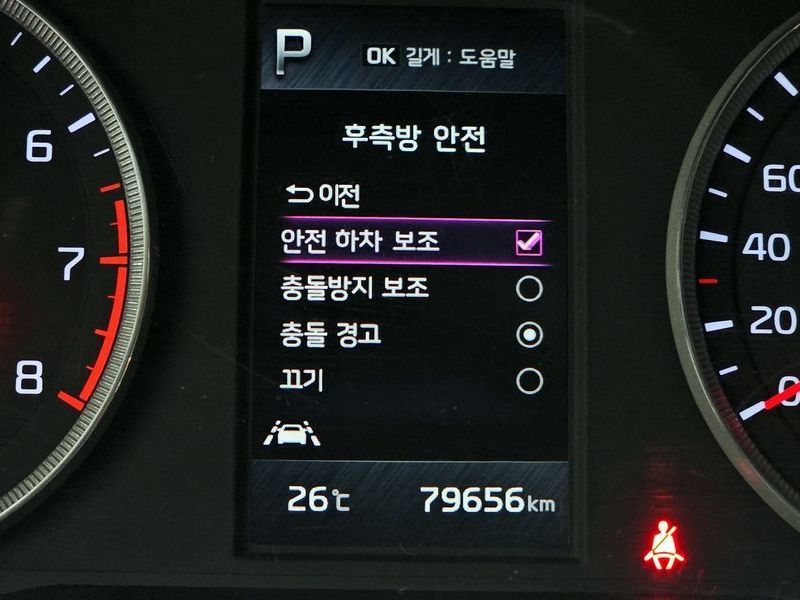 P
OK 길게 : 도움말
후측방 안전
이전
안전 하차 보조
충돌방지 보조
충돌 경고
끄기
26℃ 79656km
6
7
8
60
40
20
0